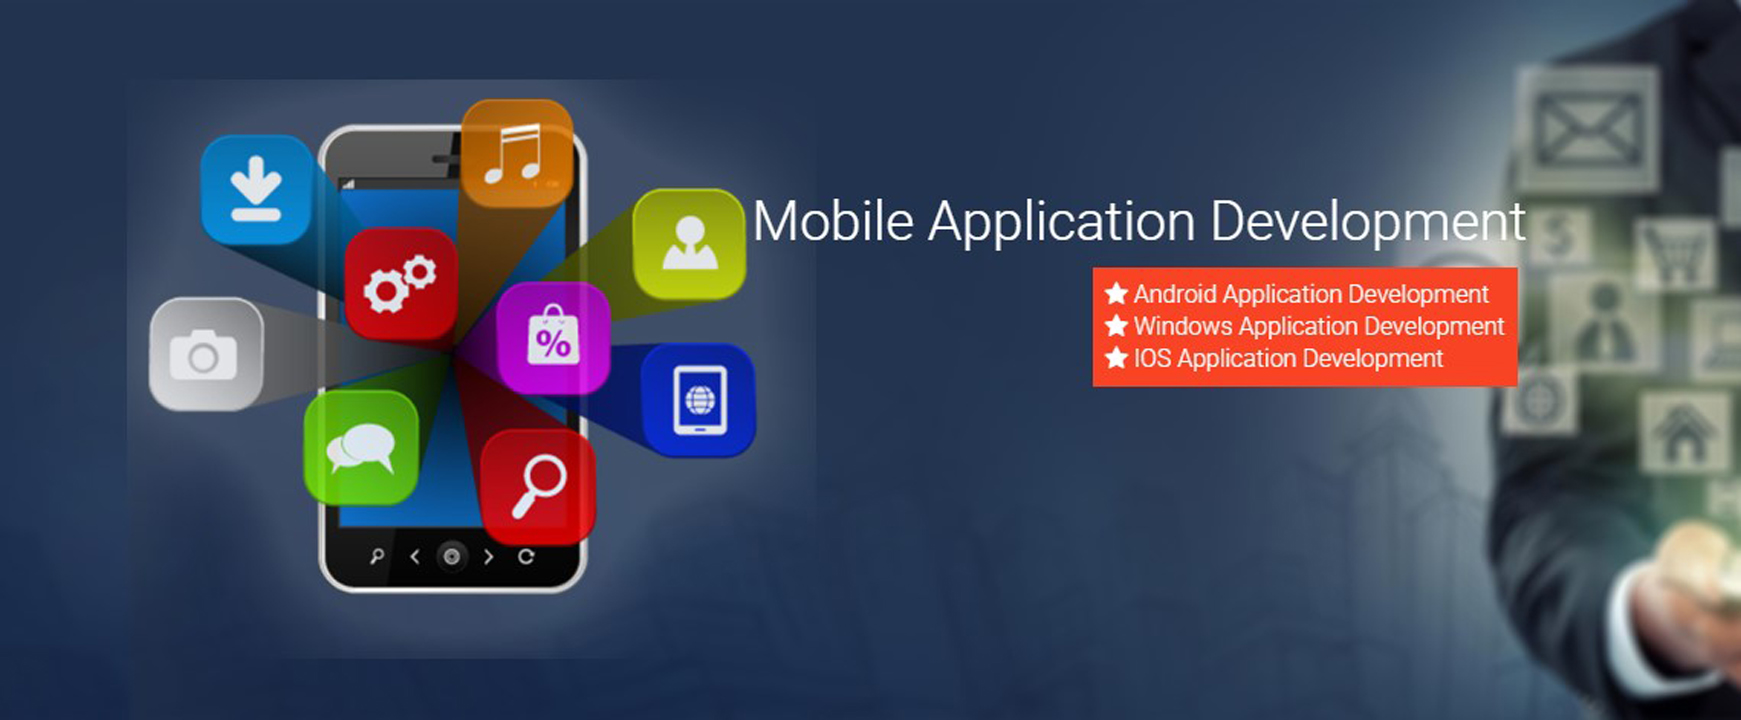 Mobile Application Development
★ Android Application Development
★ Windows Application Development
★ IOS Application Development
%
$